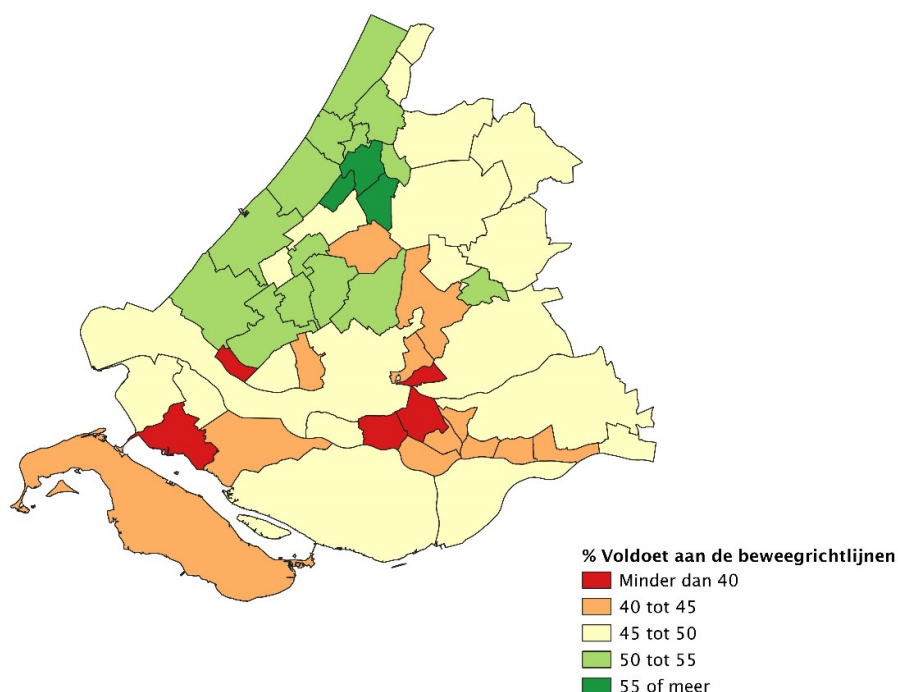 % Voldoet aan de beweegrichtlijnen
Minder dan 40
40 tot 45
45 tot 50
50 tot 55
55 of meer